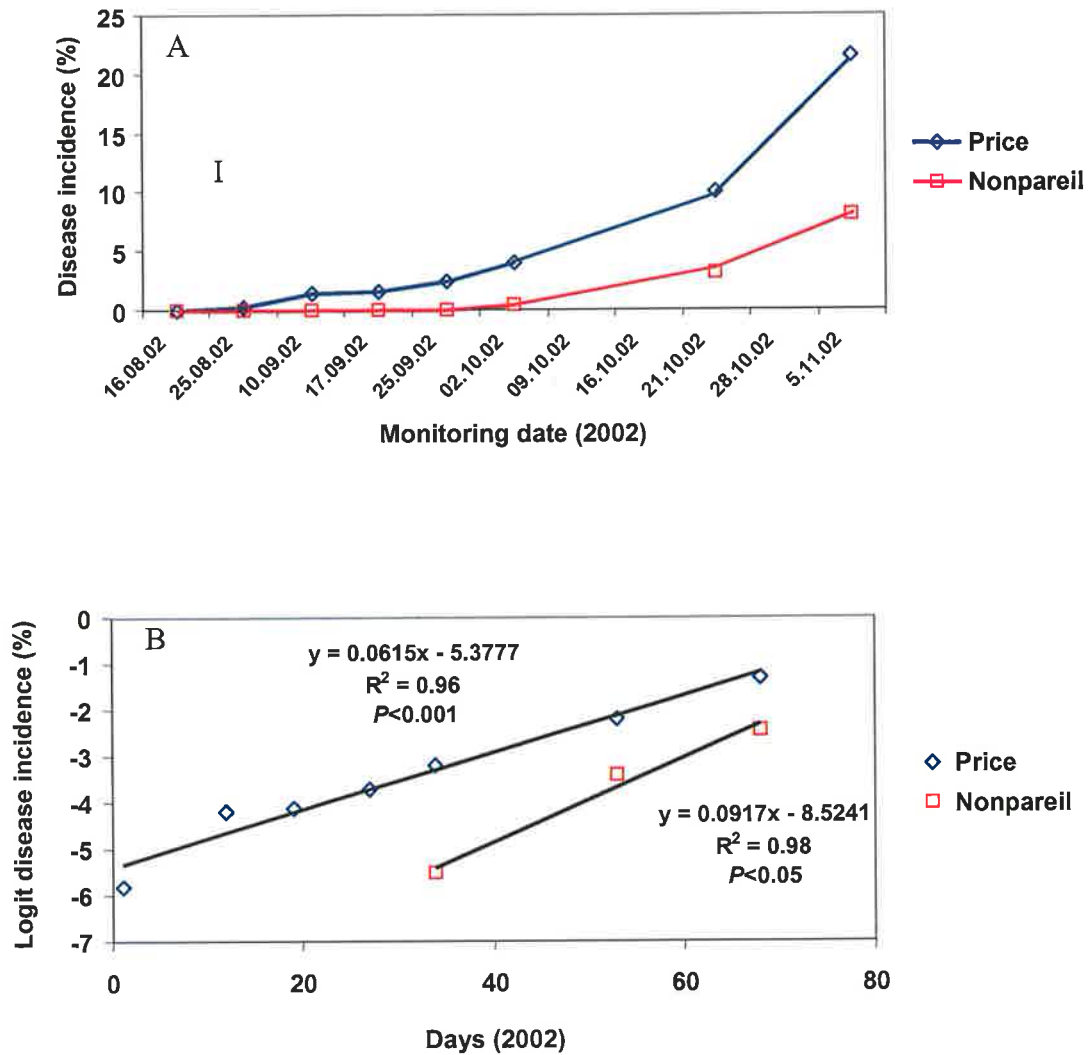 A
Disease incidence (%)
25
20
15
10
5
0
I
Price
Nonpareil
16.08.02
25.08.02
10.09.02
17.09.02
25.09.02
02.10.02
09.10.02
16.10.02
21.10.02
28.10.02
5.11.02
Monitoring date (2002)
B
Logit disease incidence (%)
0
-1
-2
-3
-4
-5
-6
-7
y = 0.0615x - 5.3777
R² = 0.96
P<0.001
y = 0.0917x - 8.5241
R² = 0.98
P<0.05
Price
Nonpareil
0
20
40
60
80
Days (2002)